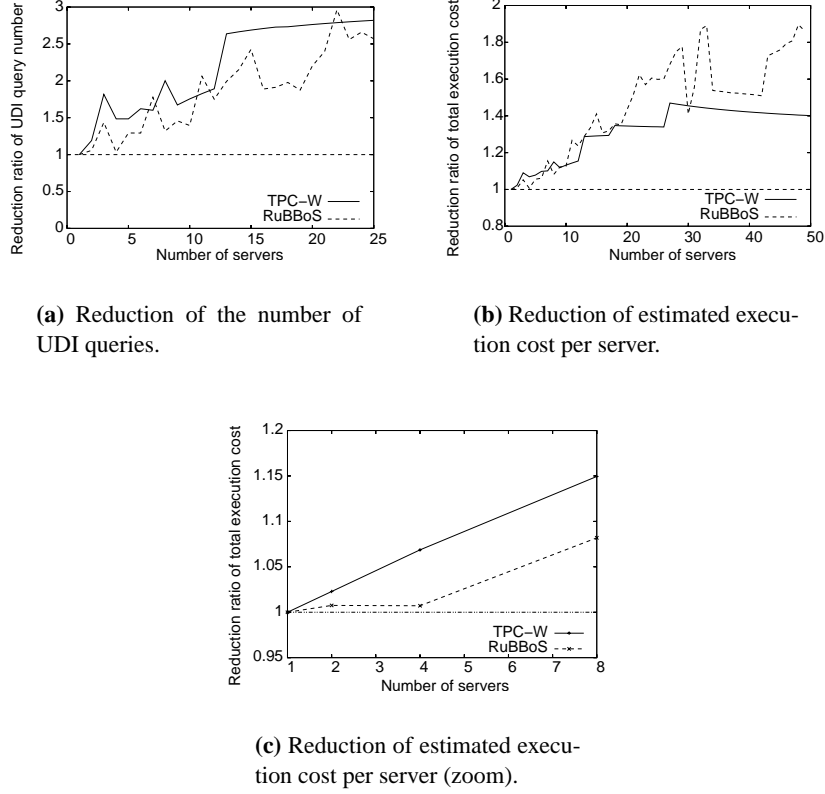 Reduction ratio of UDI query number
3
2.5
2
1.5
1
0.5
0
0 5 10 15 20 25
TPC-W
RuBBoS
Number of servers
(a) Reduction of the number of
UDI queries.
Reduction ratio of total execution cost
2
1.8
1.6
1.4
1.2
1
0.8
0 10 20 30 40 50
TPC-W
RuBBoS
Number of servers
(b) Reduction of estimated execu-
tion cost per server.
Reduction ratio of total execution cost
1.2
1.15
1.1
1.05
1
0.95
1 2 3 4 5 6 7 8
TPC-W
RuBBoS
Number of servers
(c) Reduction of estimated execu-
tion cost per server (zoom).